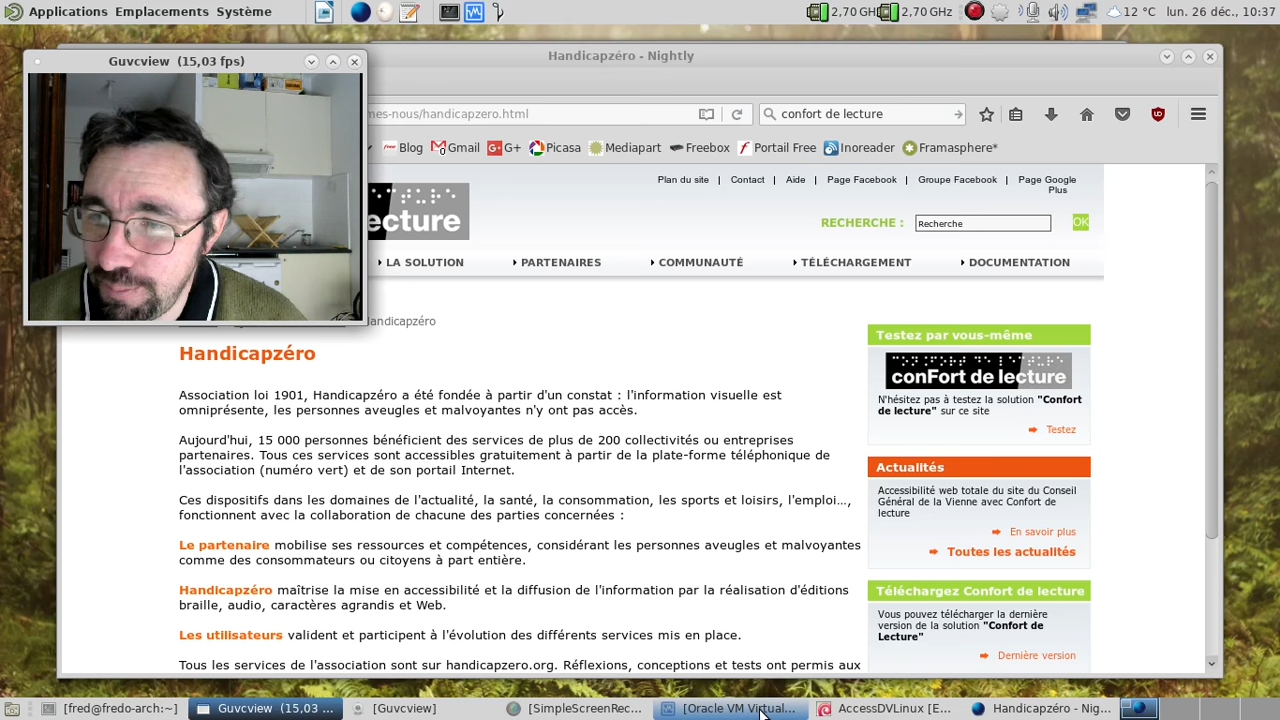 Applications Emplacements Système 2,70 GH 2,70 GHz 12 °C lun. 26 déc., 10:37
Guvcview (15,03 fps)
Handicapzéro - Nightly
mes-nous/handicapzero.html
confort de lecture
Blog Gmail G+ Picasa Mediapart Freebox Portail Free Inoreader Framasphere*
Plan du site | Contact | Aide | Page Facebook | Groupe Facebook | Page Google Plus
lecture
RECHERCHE : Recherche OK
LA SOLUTION PARTENAIRES COMMUNAUTÉ TÉLÉCHARGEMENT DOCUMENTATION
Handicapzéro
Handicapzéro
Association loi 1901, Handicapzéro a été fondée à partir d'un constat : l'information visuelle est
omniprésente, les personnes aveugles et malvoyantes n'y ont pas accès.
Aujourd'hui, 15 000 personnes bénéficient des services de plus de 200 collectivités ou entreprises
partenaires. Tous ces services sont accessibles gratuitement à partir de la plate-forme téléphonique de
l'association (numéro vert) et de son portail Internet.
Ces dispositifs dans les domaines de l'actualité, la santé, la consommation, les sports et loisirs, l'emploi...,
fonctionnent avec la collaboration de chacune des parties concernées :
Le partenaire mobilise ses ressources et compétences, considérant les personnes aveugles et malvoyantes
comme des consommateurs ou citoyens à part entière.
Handicapzéro maîtrise la mise en accessibilité et la diffusion de l'information par la réalisation d'éditions
braille, audio, caractères agrandis et Web.
Les utilisateurs valident et participent à l'évolution des différents services mis en place.
Tous les services de l'association sont sur handicapzero.org. Réflexions, conceptions et tests ont permis aux
Testez par vous-même
conFort de lecture
N'hésitez pas à testez la solution "Confort
de lecture" sur ce site
Testez
Actualités
Accessibilité web totale du site du Conseil
Général de la Vienne avec Confort de
lecture
En savoir plus
Toutes les actualités
Téléchargez Confort de lecture
Vous pouvez télécharger la dernière
version de la solution "Confort de
Lecture"
Dernière version
[fred@fredo-arch:~] Guvcview (15,03 ... [Guvcview] [SimpleScreenRec... [Oracle VM Virtual... AccessDVLinux [E... Handicapzéro - Nig...